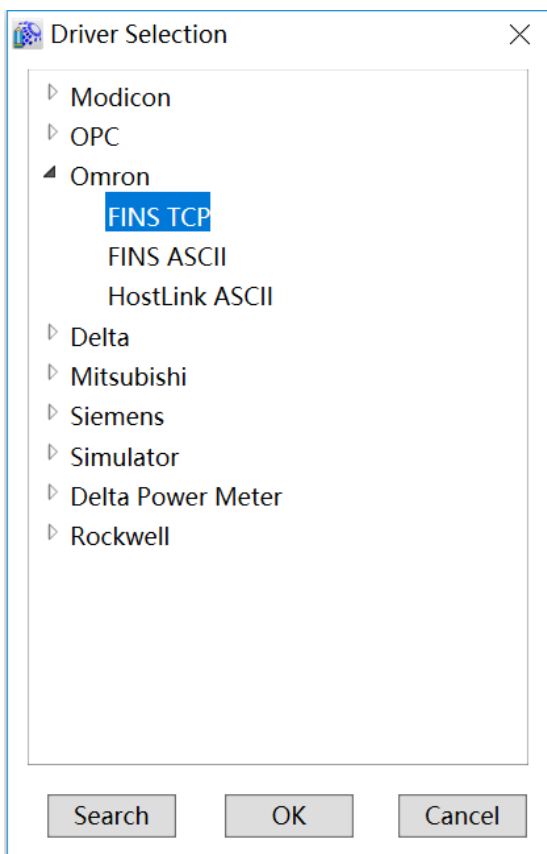 Driver Selection
Modicon
OPC
Omron
FINS TCP
FINS ASCII
HostLink ASCII
Delta
Mitsubishi
Siemens
Simulator
Delta Power Meter
Rockwell
Search OK Cancel